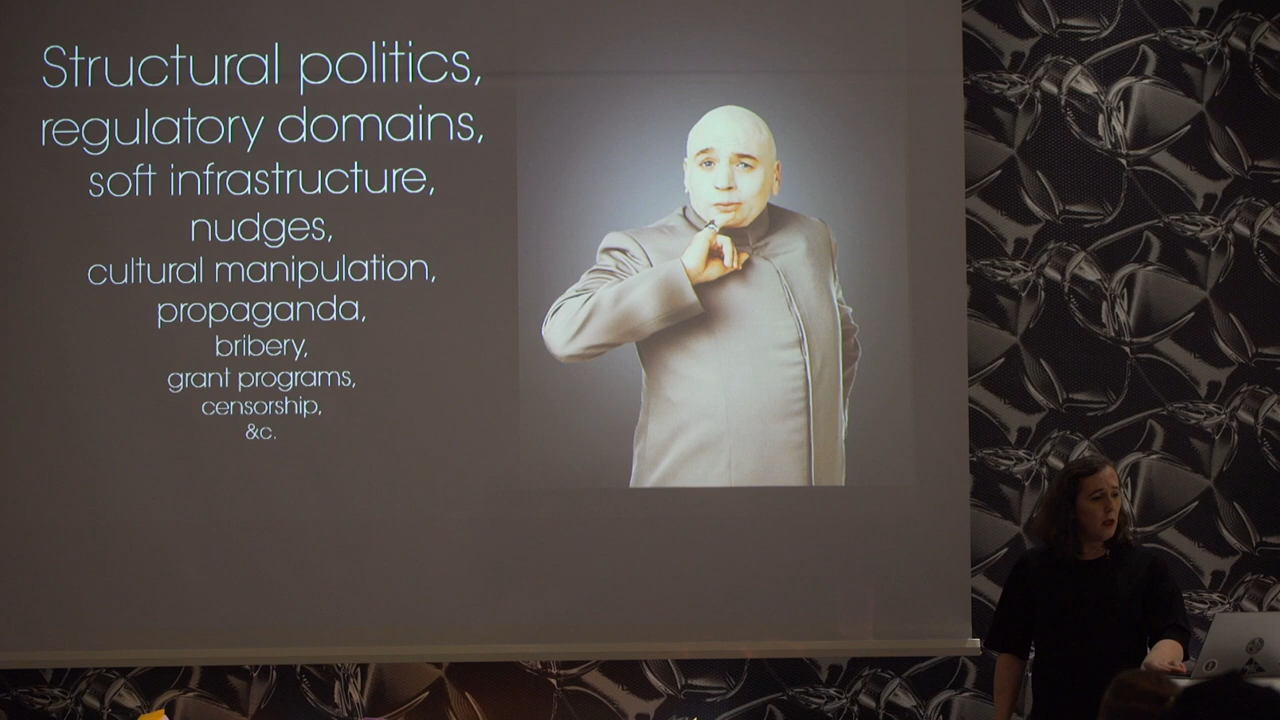 Structural politics,
regulatory domains,
soft infrastructure,
nudges,
cultural manipulation,
propaganda,
bribery,
grant programs,
censorship,
&c.